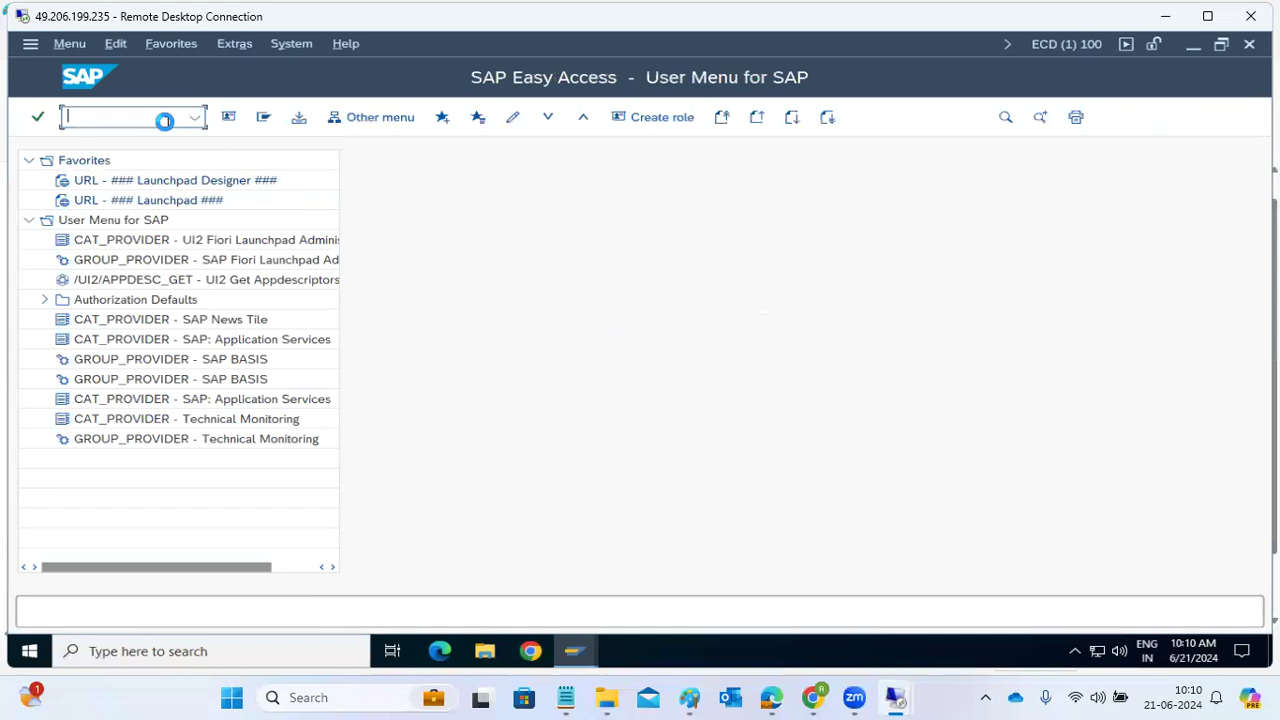 49.206.199.235 - Remote Desktop Connection
Menu Edit Favorites Extras System Help ECD (1) 100
SAP SAP Easy Access - User Menu for SAP
Other menu Create role
Favorites
URL - ### Launchpad Designer ###
URL - ### Launchpad ###
User Menu for SAP
CAT_PROVIDER - UI2 Fiori Launchpad Adminis
GROUP_PROVIDER - SAP Fiori Launchpad Ad
/UI2/APPDESC_GET - UI2 Get Appdescriptors
Authorization Defaults
CAT_PROVIDER - SAP News Tile
CAT_PROVIDER - SAP: Application Services
GROUP_PROVIDER - SAP BASIS
GROUP_PROVIDER - SAP BASIS
CAT_PROVIDER - SAP: Application Services
CAT_PROVIDER - Technical Monitoring
GROUP_PROVIDER - Technical Monitoring
Type here to search
ENG
IN
10:10 AM
6/21/2024
1
Search
R
zm
10:10
21-06-2024
PRE